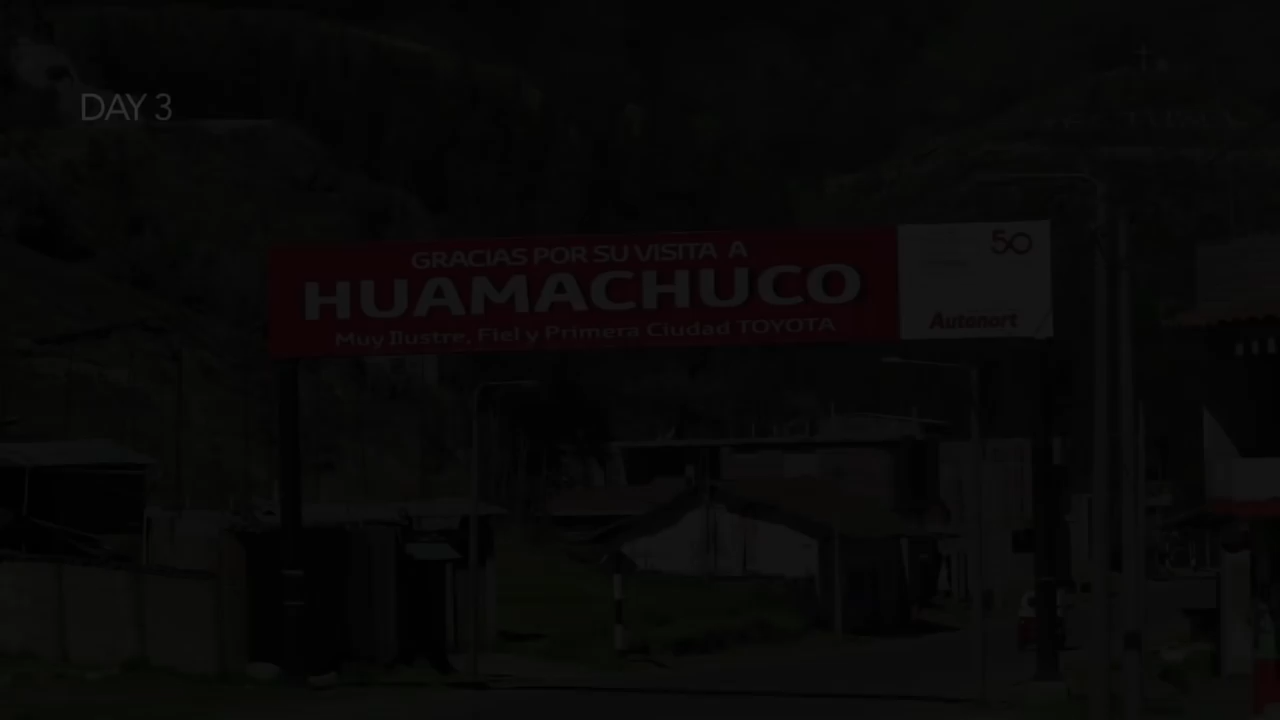 DAY 3
GRACIAS POR SU VISITA A
HUAMACHUCO
Muy Ilustre, Fiel y Primera Ciudad TOYOTA
50
Autonort